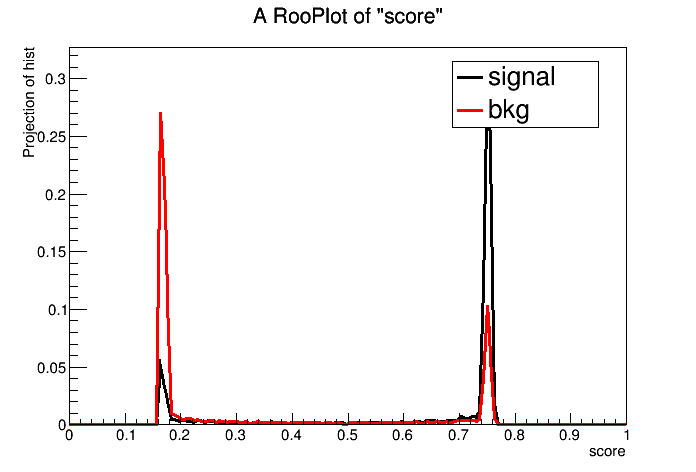 A RooPlot of "score"
Projection of hist
signal
bkg
0.3
0.25
0.2
0.15
0.1
0.05
0
0 0.1 0.2 0.3 0.4 0.5 0.6 0.7 0.8 0.9 1
score